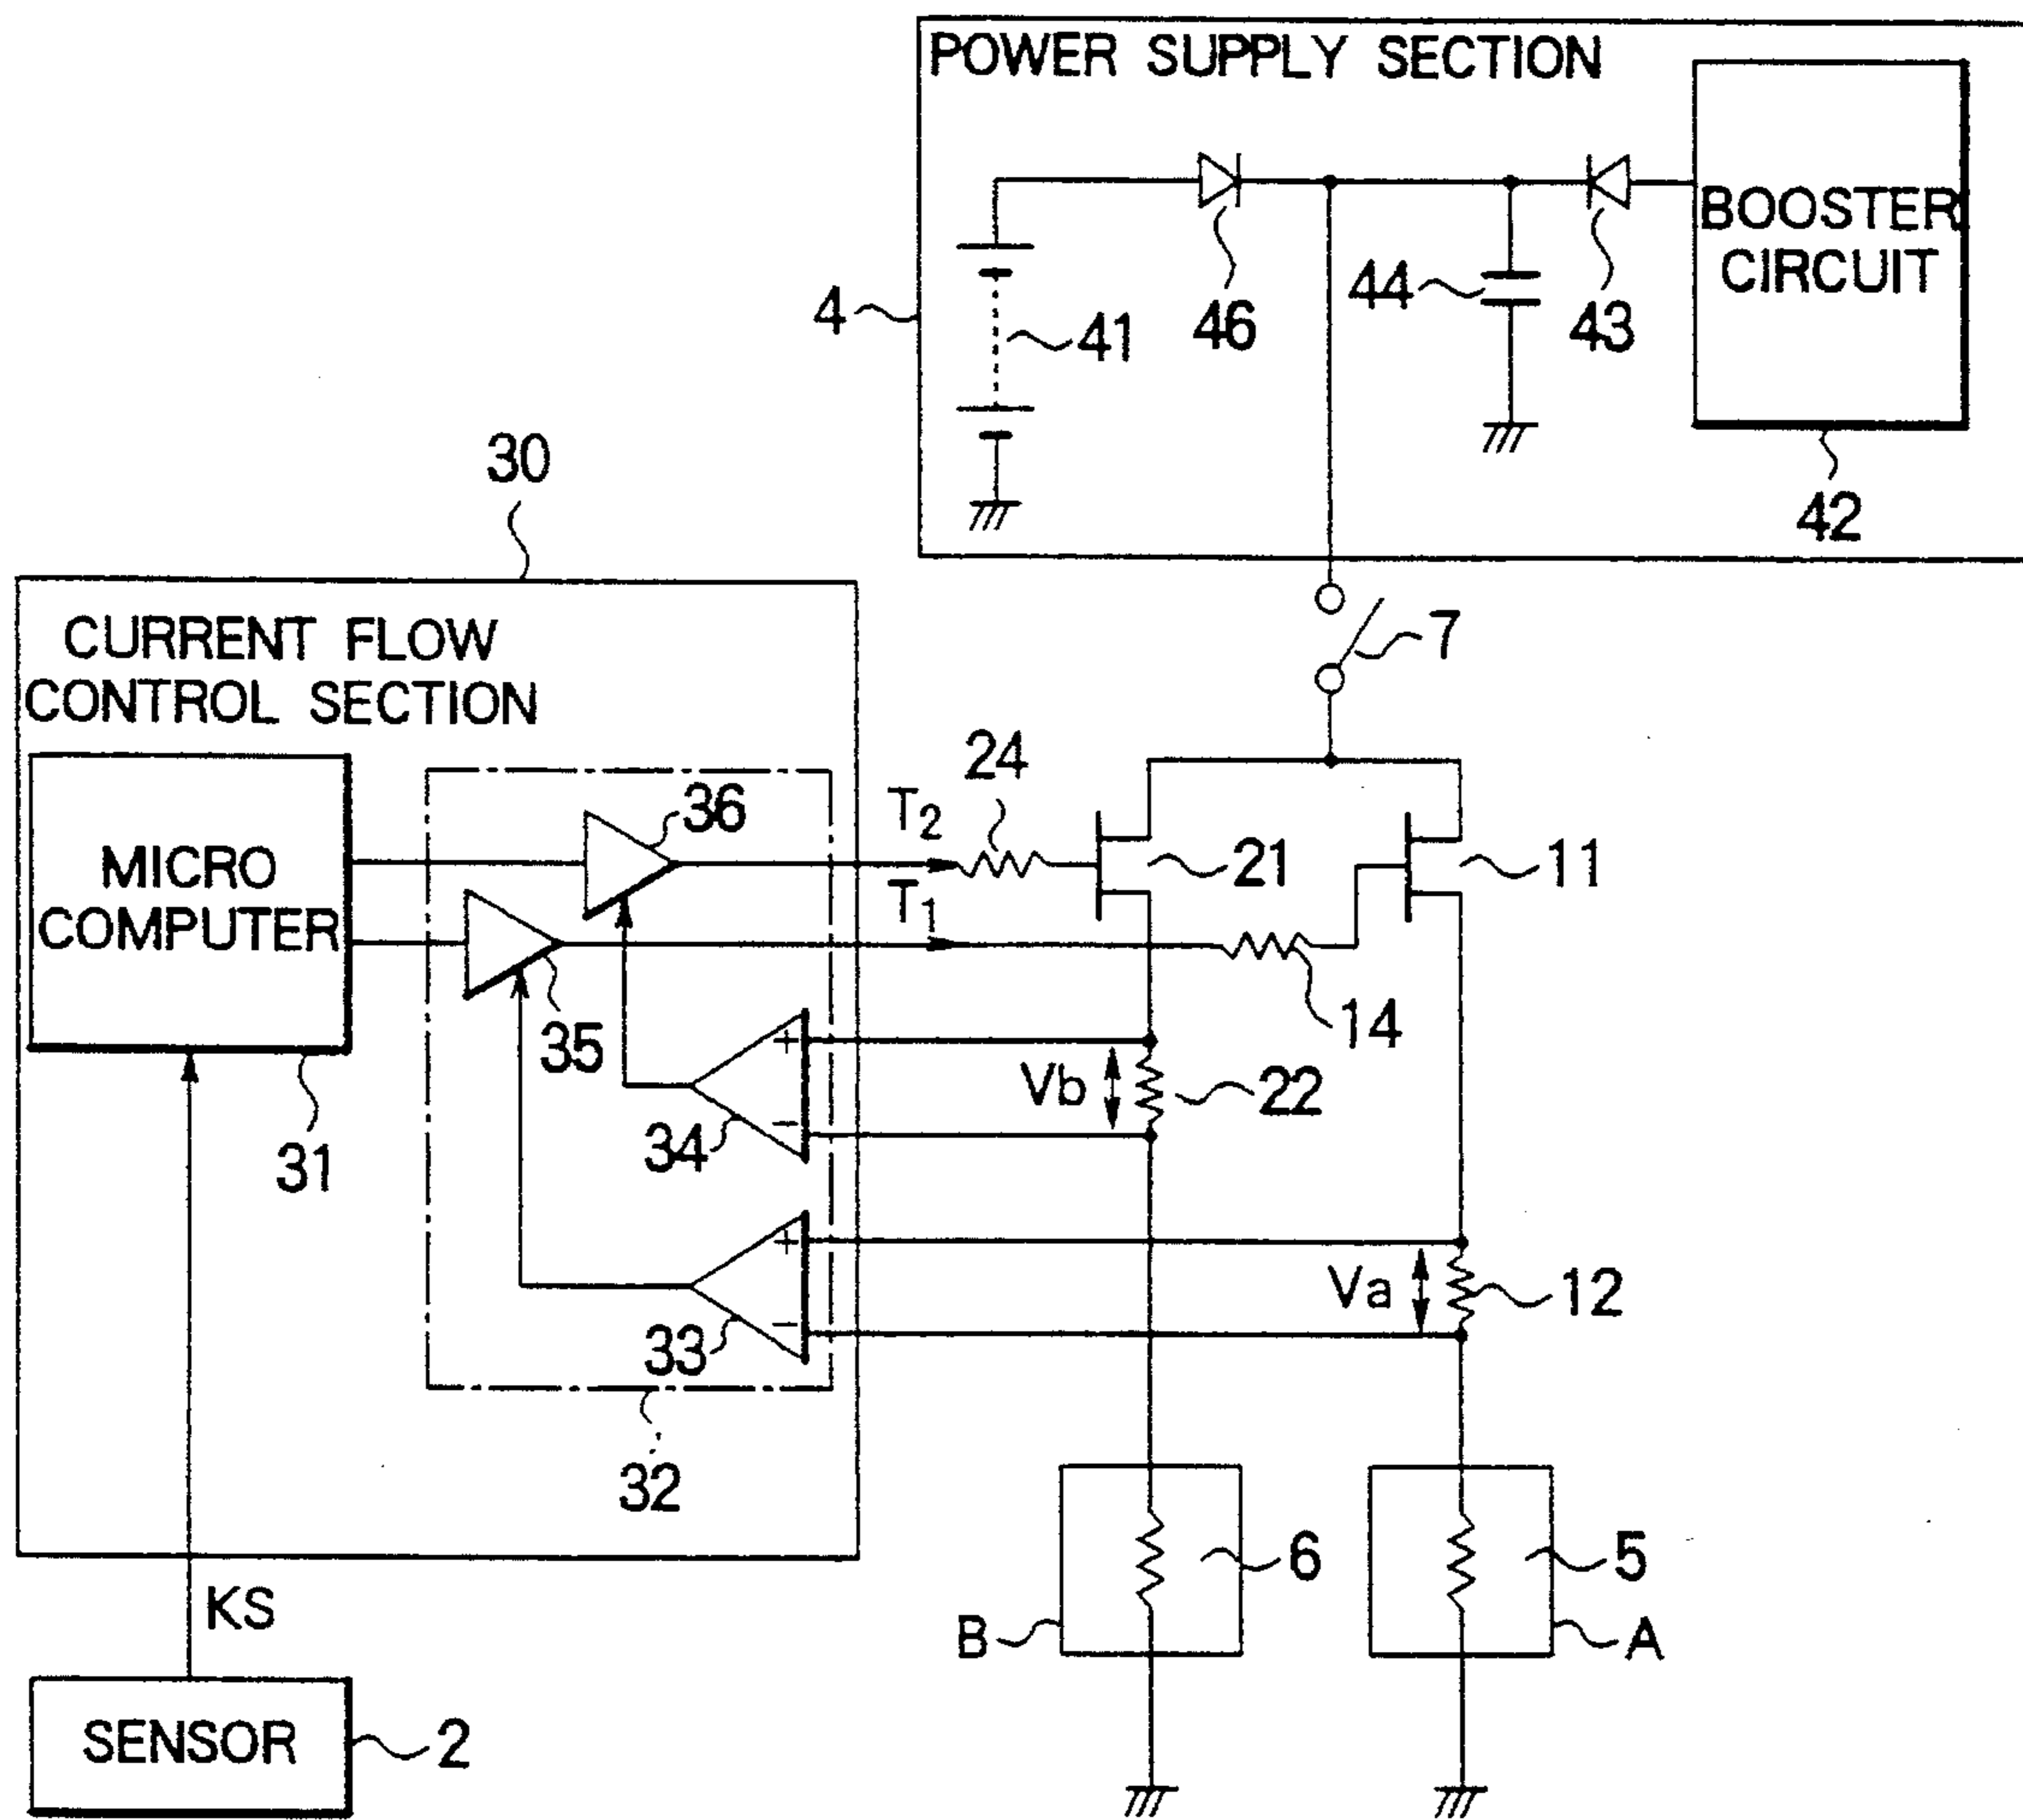 POWER SUPPLY SECTION
BOOSTER
CIRCUIT
4
41
46
44
43
42
30
CURRENT FLOW
CONTROL SECTION
7
24
36
T2
MICRO
COMPUTER
21
11
T1
35
14
+
Vb
22
31
34
−
+
Va
12
33
−
32
6
5
KS
B
A
SENSOR
2